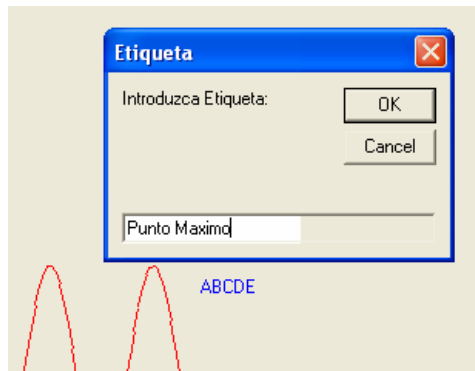 Etiqueta
Introduzca Etiqueta:
OK
Cancel
Punto Maximo
ABCDE